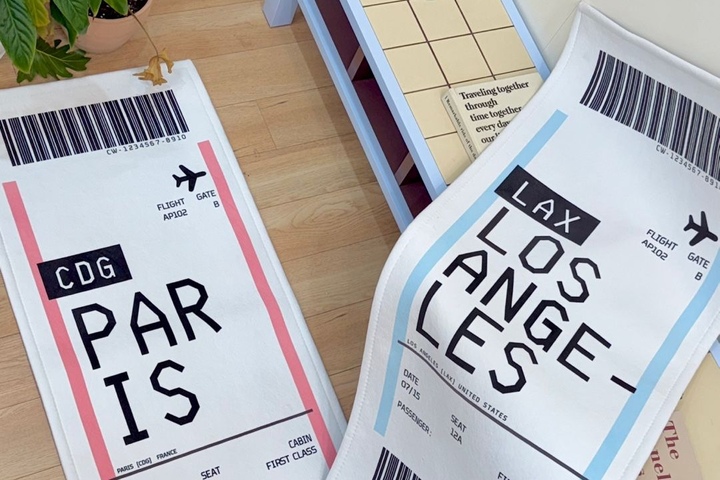 CW-1234567-8910
FLIGHT GATE
AP102 B
CDG
PAR
IS
PARIS [CDG] FRANCE
SEAT
CABIN
FIRST CLASS
Traveling together
through
time together
every day
CW-1234567-89
FLIGHT GATE
AP102 B
LAX
LOS
ANGE-
LES
LOS ANGELES [LAX] UNITED STATES
DATE
07/15
SEAT
12A
PASSENGER:
The